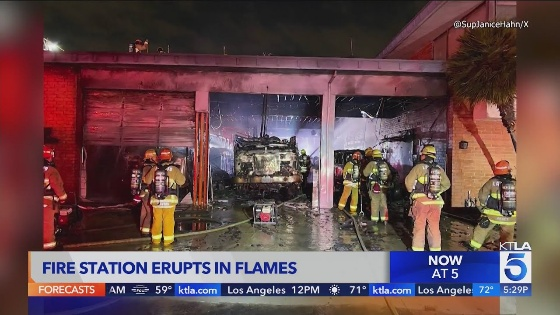 @SupJaniceHahn/X
KTLA
NOW
AT 5
5
FIRE STATION ERUPTS IN FLAMES
FORECASTS AM 59° ktla.com Los Angeles 12PM 71° ktla.com Los Angeles 72° 5:29PM